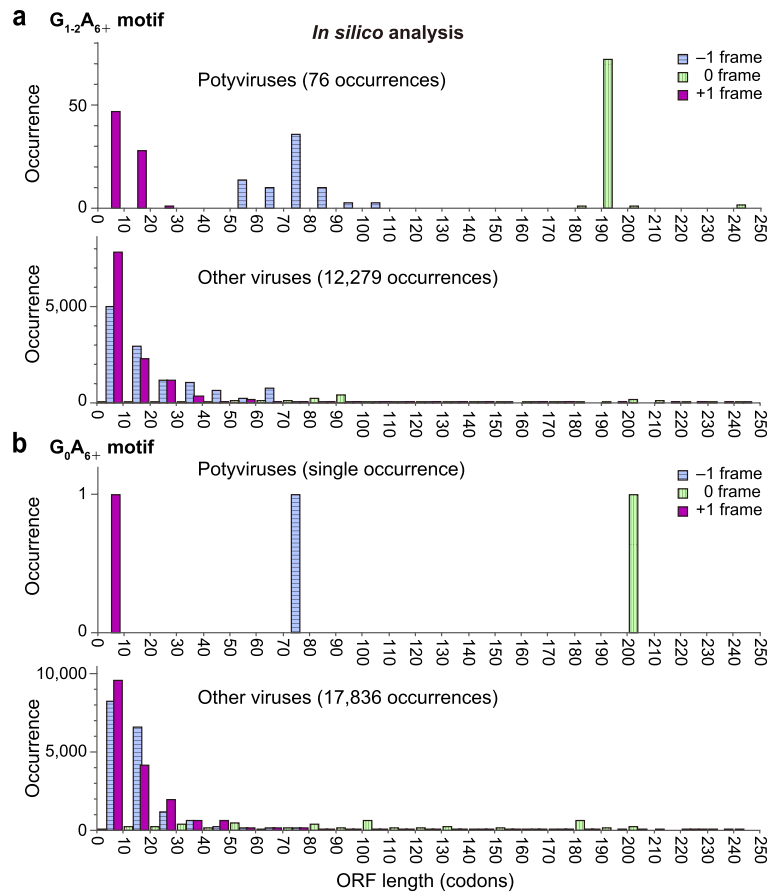 a
G1-2A6+ motif
In silico analysis
Potyviruses (76 occurrences)
–1 frame
0 frame
+1 frame
Occurrence
50
0
0 10 20 30 40 50 60 70 80 90 100 110 120 130 140 150 160 170 180 190 200 210 220 230 240 250
Other viruses (12,279 occurrences)
Occurrence
5,000
0
0 10 20 30 40 50 60 70 80 90 100 110 120 130 140 150 160 170 180 190 200 210 220 230 240 250
b
G0A6+ motif
Potyviruses (single occurrence)
–1 frame
0 frame
+1 frame
Occurrence
1
0
0 10 20 30 40 50 60 70 80 90 100 110 120 130 140 150 160 170 180 190 200 210 220 230 240 250
Other viruses (17,836 occurrences)
Occurrence
10,000
5,000
0
0 10 20 30 40 50 60 70 80 90 100 110 120 130 140 150 160 170 180 190 200 210 220 230 240 250
ORF length (codons)